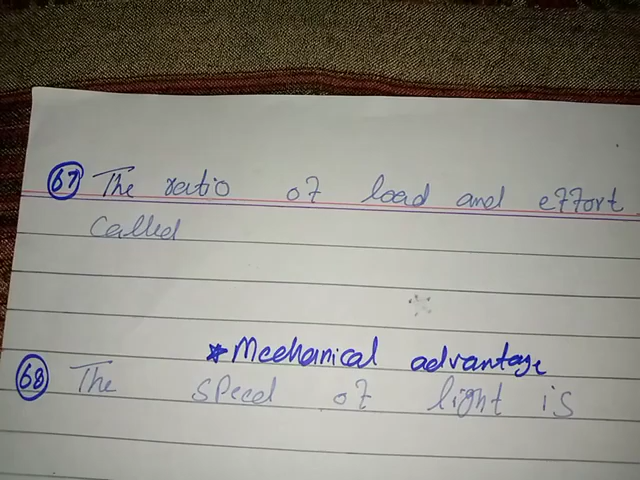 67 The ratio of load and effort
called
* Mechanical advantage
68 The speed of light is